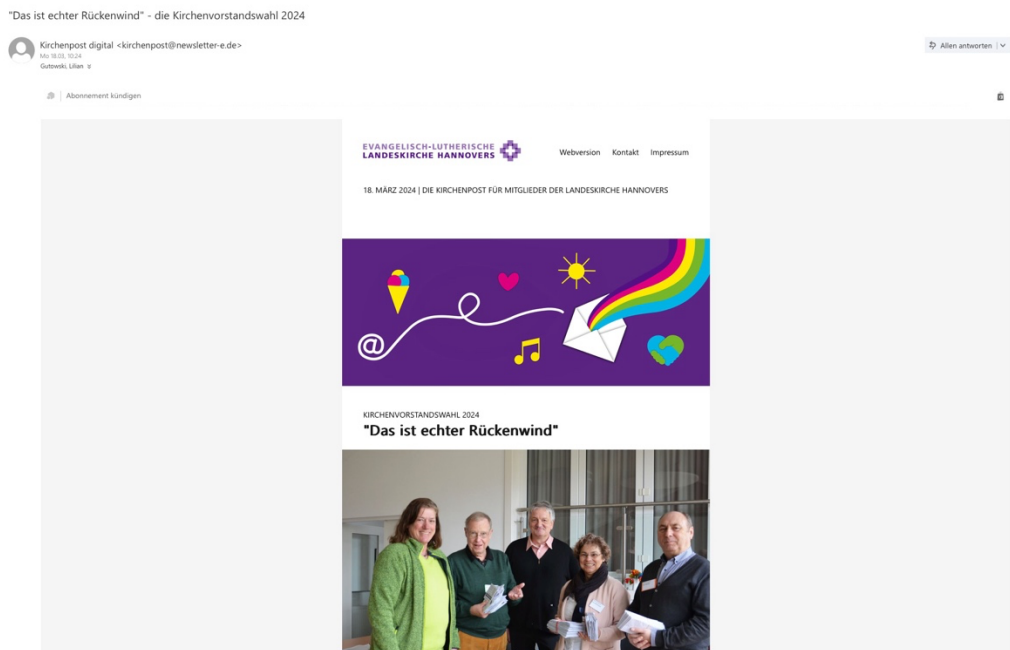 "Das ist echter Rückenwind" - die Kirchenvorstandswahl 2024
Kirchenpost digital <kirchenpost@newsletter-e.de>
Mo 18.03, 10:24
Gutowski, Lilian
Allen antworten
Abonnement kündigen
EVANGELISCH-LUTHERISCHE
LANDESKIRCHE HANNOVERS
Webversion Kontakt Impressum
18. MÄRZ 2024 | DIE KIRCHENPOST FÜR MITGLIEDER DER LANDESKIRCHE HANNOVERS
@
KIRCHENVORSTANDSWAHL 2024
"Das ist echter Rückenwind"